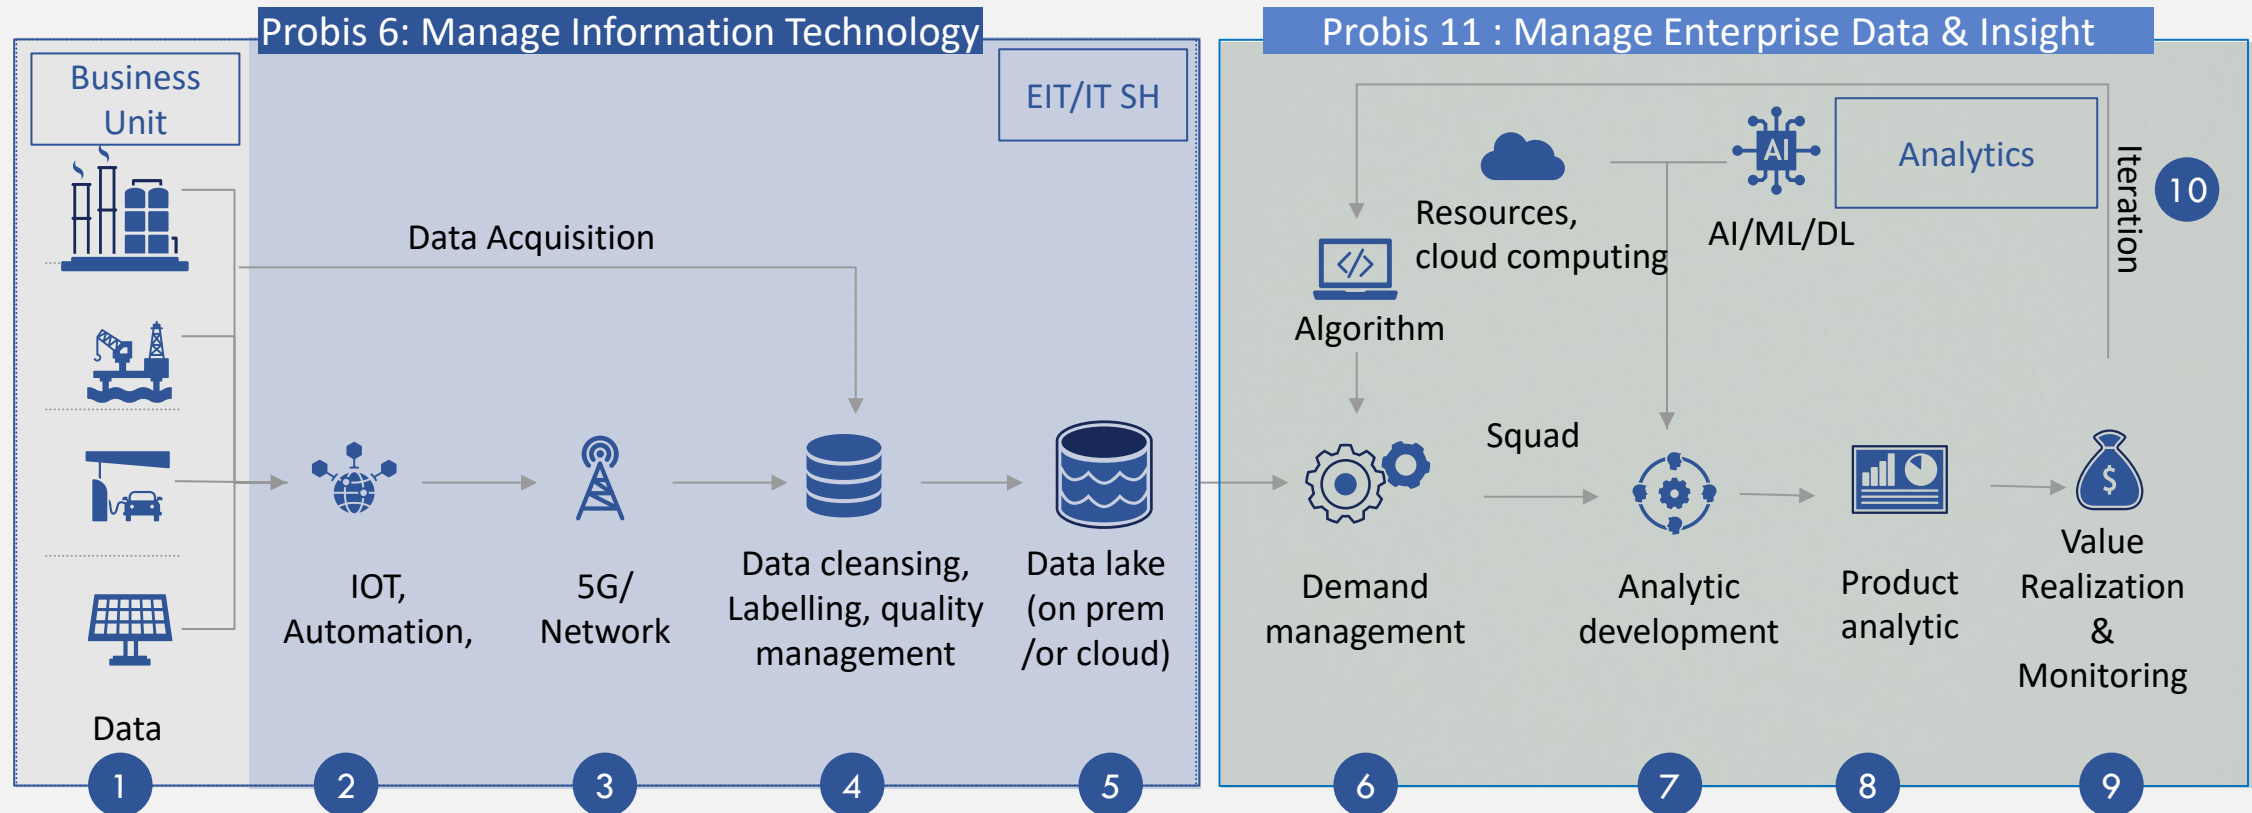 Probis 6: Manage Information Technology
Business
Unit
EIT/IT SH
Data Acquisition
Data
IOT,
Automation,
5G/
Network
Data cleansing,
Labelling, quality
management
Data lake
(on prem
/or cloud)
1
2
3
4
5
Probis 11 : Manage Enterprise Data & Insight
Resources,
cloud computing
AI
AI/ML/DL
Analytics
Iteration
10
</>
Algorithm
Squad
$
Demand
management
Analytic
development
Product
analytic
Value
Realization
&
Monitoring
6
7
8
9